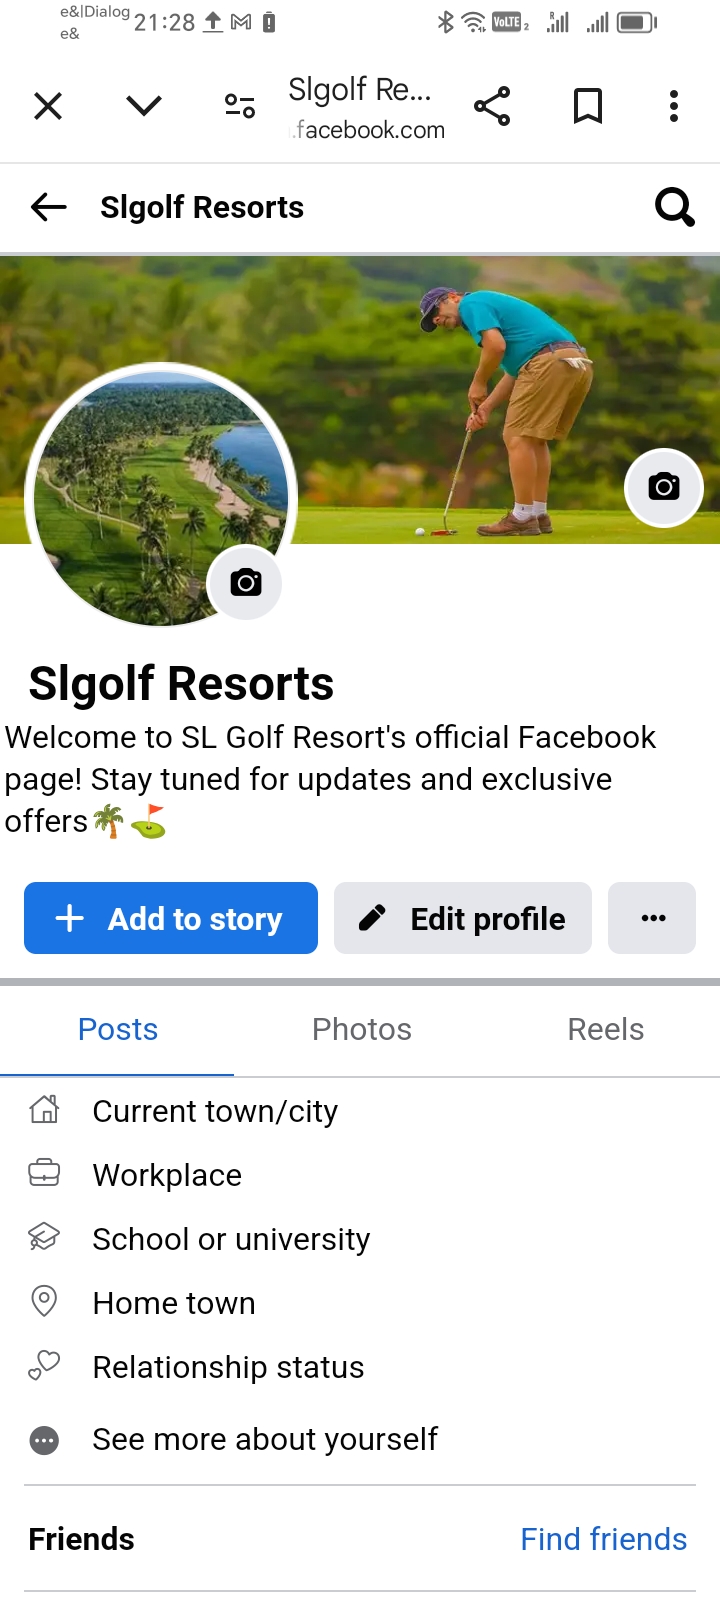 e&|Dialog
e&
21:28
VoLTE 2
R
Slgolf Re...
.facebook.com
Slgolf Resorts
Slgolf Resorts
Welcome to SL Golf Resort's official Facebook
page! Stay tuned for updates and exclusive
offers🌴⛳
Add to story
Edit profile
Posts Photos Reels
Current town/city
Workplace
School or university
Home town
Relationship status
See more about yourself
Friends Find friends